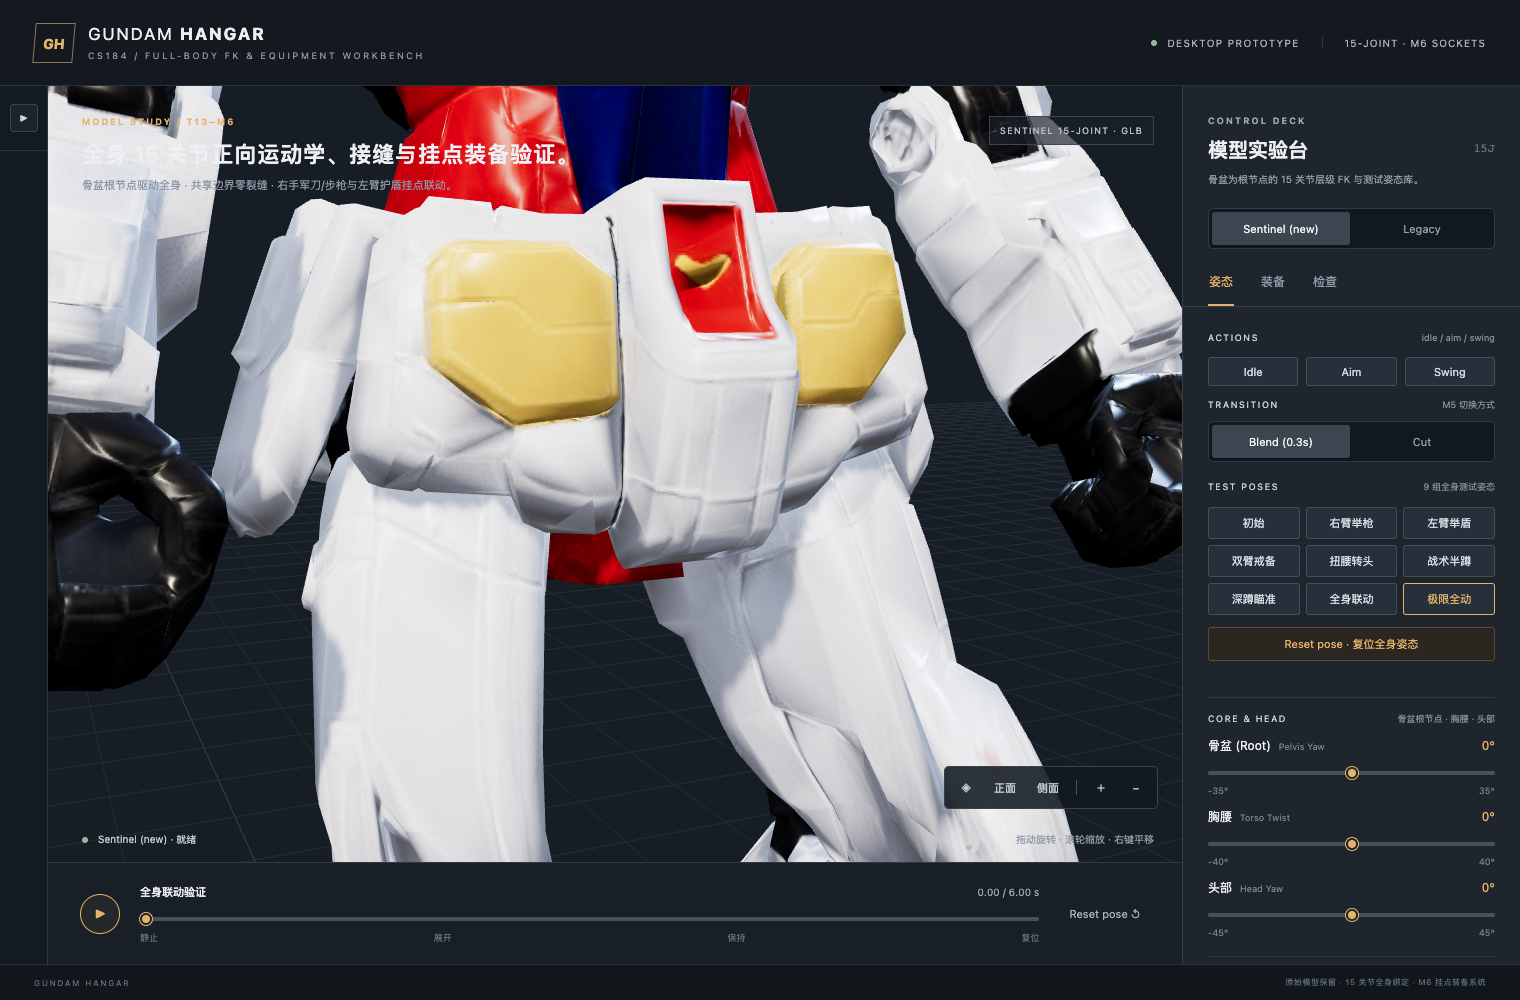 GH
GUNDAM HANGAR
CS184 / FULL-BODY FK & EQUIPMENT WORKBENCH
DESKTOP PROTOTYPE
15-JOINT · M6 SOCKETS
MODEL STUDY / T13–M6
全身 15 关节正向运动学、接缝与挂点装备验证。
骨盆根节点驱动全身 · 共享边界零裂缝 · 右手军刀/步枪与左臂护盾挂点联动。
SENTINEL 15-JOINT · GLB
正面 侧面 + −
Sentinel (new) · 就绪
拖动旋转 · 滚轮缩放 · 右键平移
全身联动验证
0.00 / 6.00 s
静止 展开 保持 复位
Reset pose
CONTROL DECK
模型实验台
15J
骨盆为根节点的 15 关节层级 FK 与测试姿态库。
Sentinel (new) Legacy
姿态 装备 检查
ACTIONS
idle / aim / swing
Idle Aim Swing
TRANSITION
M5 切换方式
Blend (0.3s) Cut
TEST POSES
9 组全身测试姿态
初始 右臂举枪 左臂举盾
双臂戒备 扭腰转头 战术半蹲
深蹲瞄准 全身联动 极限全动
Reset pose · 复位全身姿态
CORE & HEAD
骨盆根节点 · 胸腰 · 头部
骨盆 (Root) Pelvis Yaw 0°
-35° 35°
胸腰 Torso Twist 0°
-40° 40°
头部 Head Yaw 0°
-45° 45°
GUNDAM HANGAR
原始模型保留 · 15 关节全身绑定 · M6 挂点装备系统